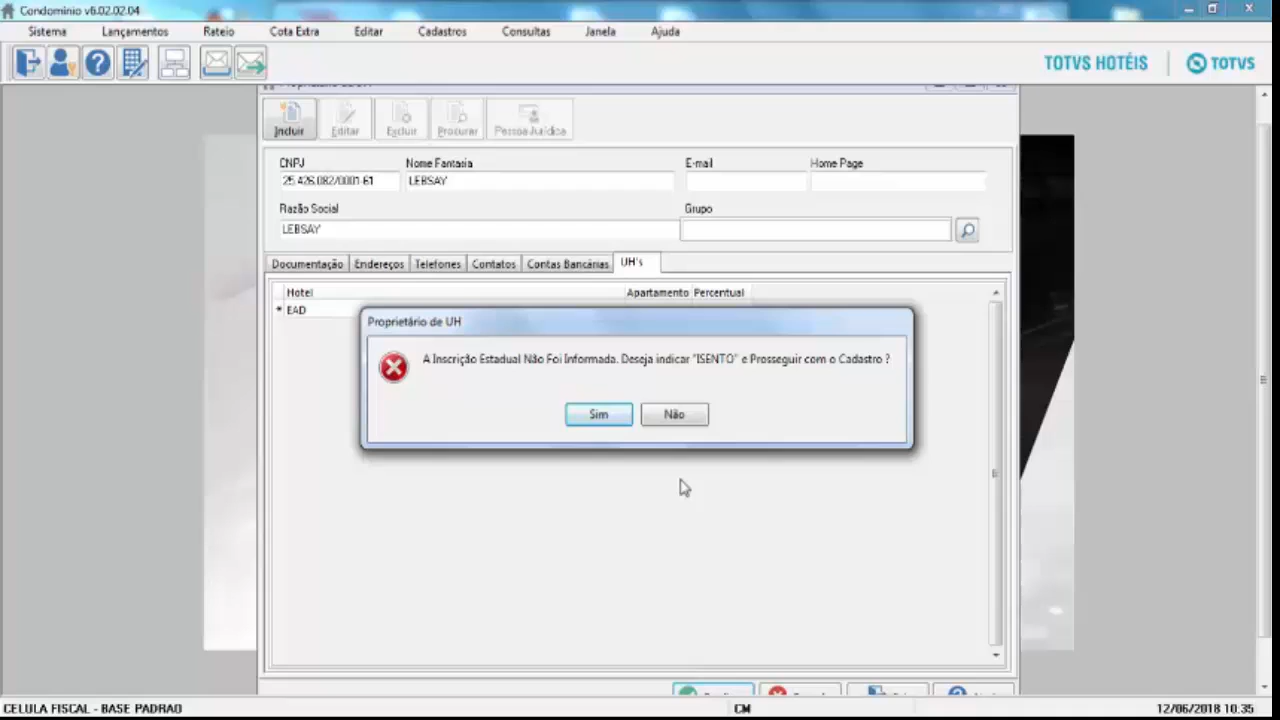 Condomínio v6.02.02.04
Sistema Lançamentos Rateio Cota Extra Editar Cadastros Consultas Janela Ajuda
TOTVS HOTÉIS TOTVS
Incluir Editar Excluir Procurar Pessoa Jurídica
CNPJ Nome Fantasia E-mail Home Page
25.426.082/0001-61 LEBSAY
Razão Social Grupo
LEBSAY
Documentação Endereços Telefones Contatos Contas Bancárias UH's
Hotel Apartamento Percentual
* EAD
Proprietário de UH
A Inscrição Estadual Não Foi Informada. Deseja indicar "ISENTO" e Prosseguir com o Cadastro ?
Sim Não
CELULA FISCAL - BASE PADRAO CM 12/06/2018 10:35